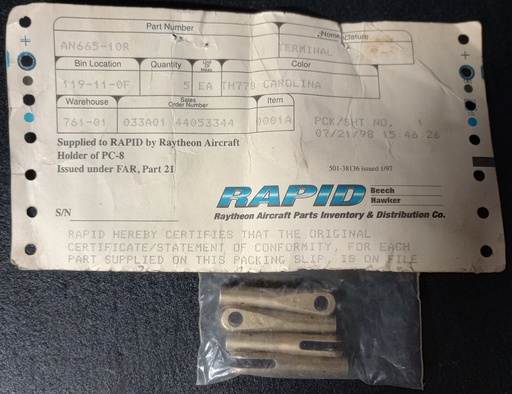 Part Number
Nomenclature
AN665-10R
TERMINAL
Bin Location
Quantity
Unit Of Meas
Color
119-11-0F
5 EA TH778 CAROLINA
Warehouse
Sales Order Number
Item
761-01
033A01 44053344
0001A
PCK/SHT NO. 1
07/21/98 15.46.26
Supplied to RAPID by Raytheon Aircraft
Holder of PC-8
Issued under FAR, Part 21
501-38136 issued 1/97
RAPID
Beech
Hawker
S/N
Raytheon Aircraft Parts Inventory & Distribution Co.
RAPID HEREBY CERTIFIES THAT THE ORIGINAL
CERTIFICATE/STATEMENT OF CONFORMITY, FOR EACH
PART SUPPLIED ON THIS PACKING SLIP, IS ON FILE